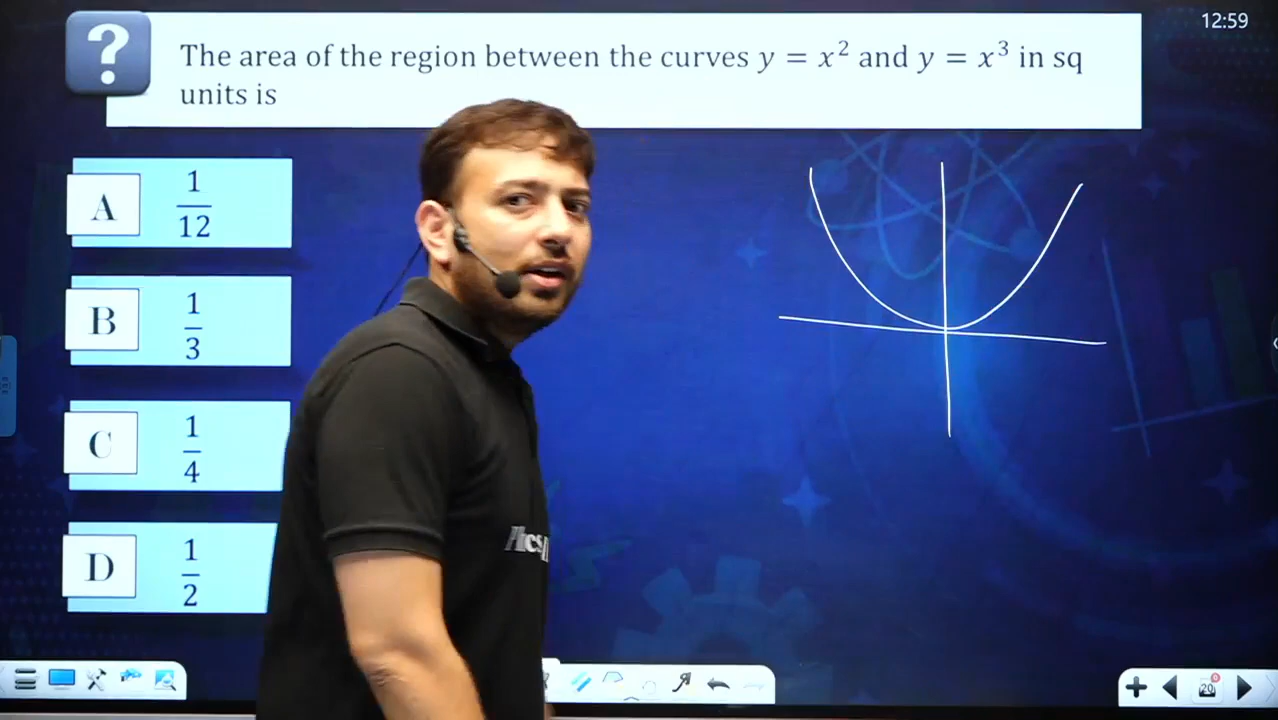 12:59
?
The area of the region between the curves y = x² and y = x³ in sq
units is
A 1/12
B 1/3
C 1/4
D 1/2
20